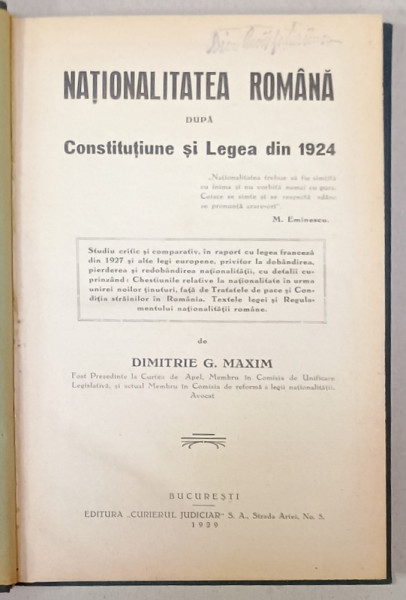 NAȚIONALITATEA ROMÂNĂ
DUPĂ
Constituțiune și Legea din 1924
„Naționalitatea trebue să fie simțită
cu inima și nu vorbită numai cu gura.
Ceeace se simte și se respectă adânc,
se pronunță arareori"
M. Eminescu.
Studiu critic și comparativ, în raport cu legea franceză
din 1927 și alte legi europene, privitor la dobândirea,
pierderea și redobândirea naționalității, cu detalii cu-
prinzând: Chestiunile relative la naționalitate în urma
unirei noilor ținuturi, față de Tratatele de pace și Con-
diția străinilor în România. Textele legei și Regula-
mentului naționalității române.
de
DIMITRIE G. MAXIM
Fost Președinte la Curtea de Apel, Membru în Comisia de Unificare
Legislativă, și actual Membru în Comisia de reformă a legii naționalității,
Avocat
BUCUREȘTI
EDITURA „CURIERUL JUDICIAR" S. A., Strada Artei, No. 5.
1929